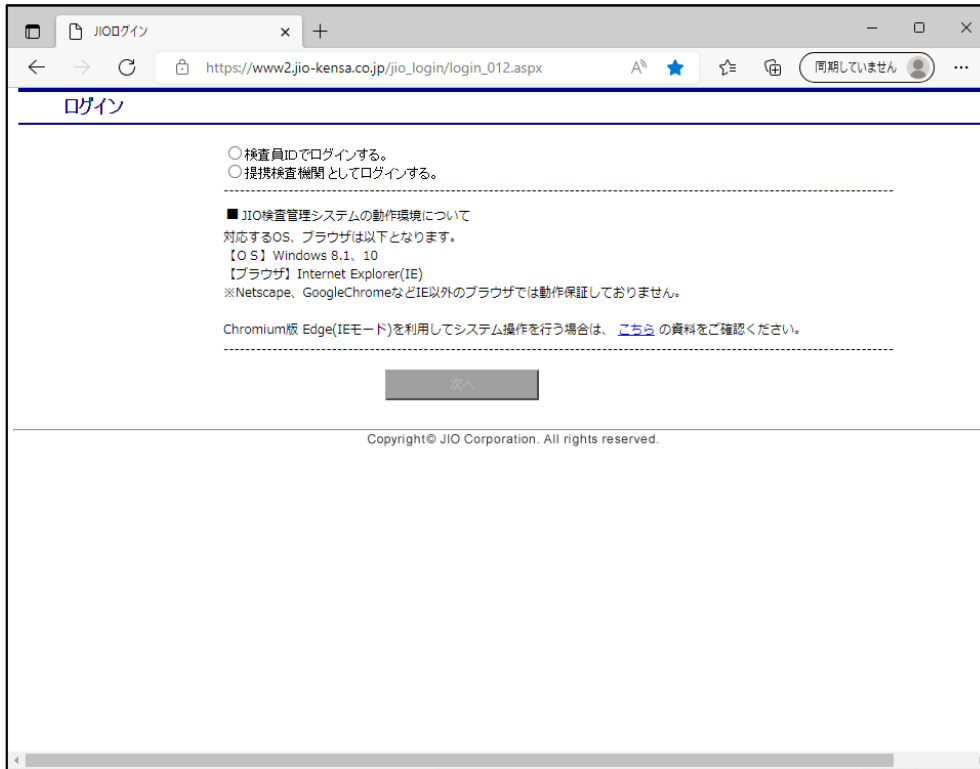 JIOログイン
https://www2.jio-kensa.co.jp/jio_login/login_012.aspx
同期していません
ログイン
検査員IDでログインする。
提携検査機関 としてログインする。
■ JIO検査管理システムの動作環境について
対応するOS、ブラウザは以下となります。
【ＯＳ】Windows 8.1、10
【ブラウザ】Internet Explorer(IE)
※Netscape、GoogleChromeなどIE以外のブラウザでは動作保証しておりません。
Chromium版 Edge(IEモード)を利用してシステム操作を行う場合は、 こちら の資料をご確認ください。
次へ
Copyright© JIO Corporation. All rights reserved.